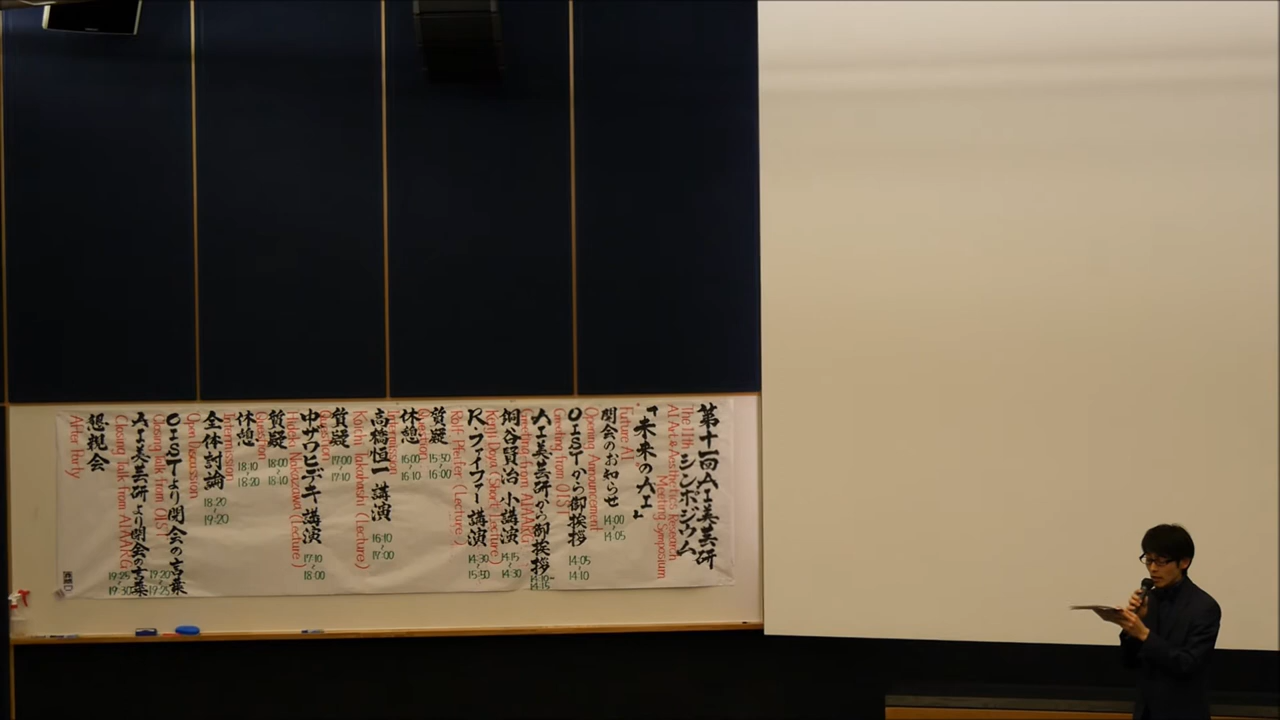 第十一回AI美芸研
シンポジウム
The 11th
AI Art & Aesthetics Research
Meeting Symposium
「未来のAI」
Future AI
開会のお知らせ 14:00~14:05
Opening Announcement
OISTから御挨拶 14:05~14:10
Greeting from OIST
AI美芸研から御挨拶 14:10~14:15
Greeting from AIAARG
銅谷賢治 小講演 14:15~14:30
Kenji Doya (Short Lecture)
R・ファイファー 講演 14:30~15:30
Rolf Pfeifer (Lecture)
質疑 15:30~16:00
Question
休憩 16:00~16:10
Intermission
高橋恒一 講演 16:10~17:00
Koichi Takahashi (Lecture)
質疑 17:00~17:10
Question
中ザワヒデキ 講演 17:10~18:00
Hideki Nakazawa (Lecture)
質疑 18:00~18:10
Question
休憩 18:10~18:20
Intermission
全体討論 18:20~19:20
Open Discussion
OISTより閉会の言葉 19:20~19:25
Closing Talk from OIST
AI美芸研より閉会の言葉 19:25~19:30
Closing Talk from AIAARG
懇親会
After Party